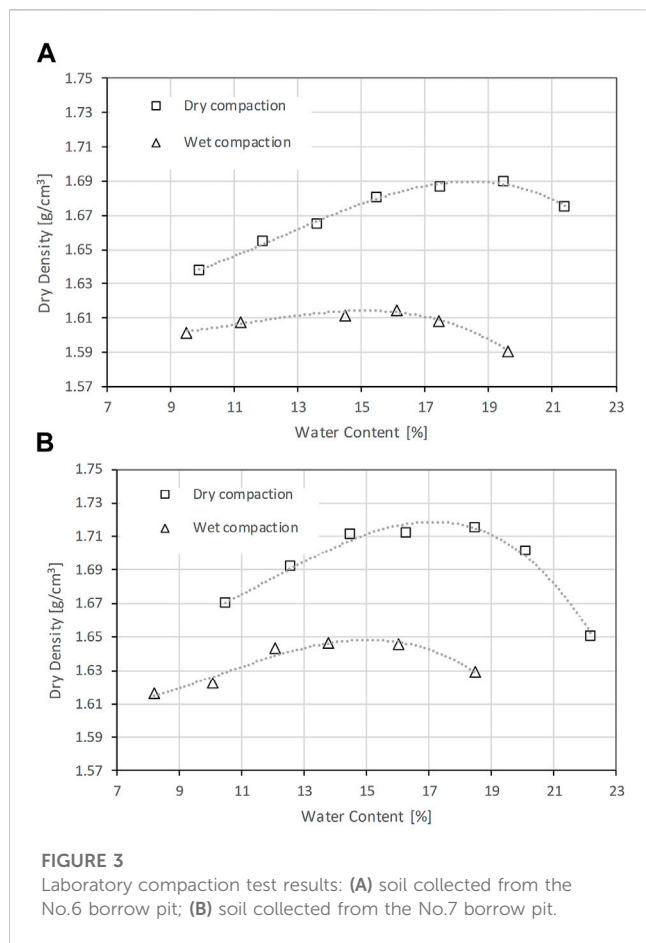 A
1.75
1.73
1.71
1.69
1.67
1.65
1.63
1.61
1.59
1.57
Dry Density [g/cm³]
Dry compaction
Wet compaction
7 9 11 13 15 17 19 21 23
Water Content [%]
B
1.75
1.73
1.71
1.69
1.67
1.65
1.63
1.61
1.59
1.57
Dry Density [g/cm³]
Dry compaction
Wet compaction
7 9 11 13 15 17 19 21 23
Water Content [%]
FIGURE 3
Laboratory compaction test results: (A) soil collected from the
No.6 borrow pit; (B) soil collected from the No.7 borrow pit.